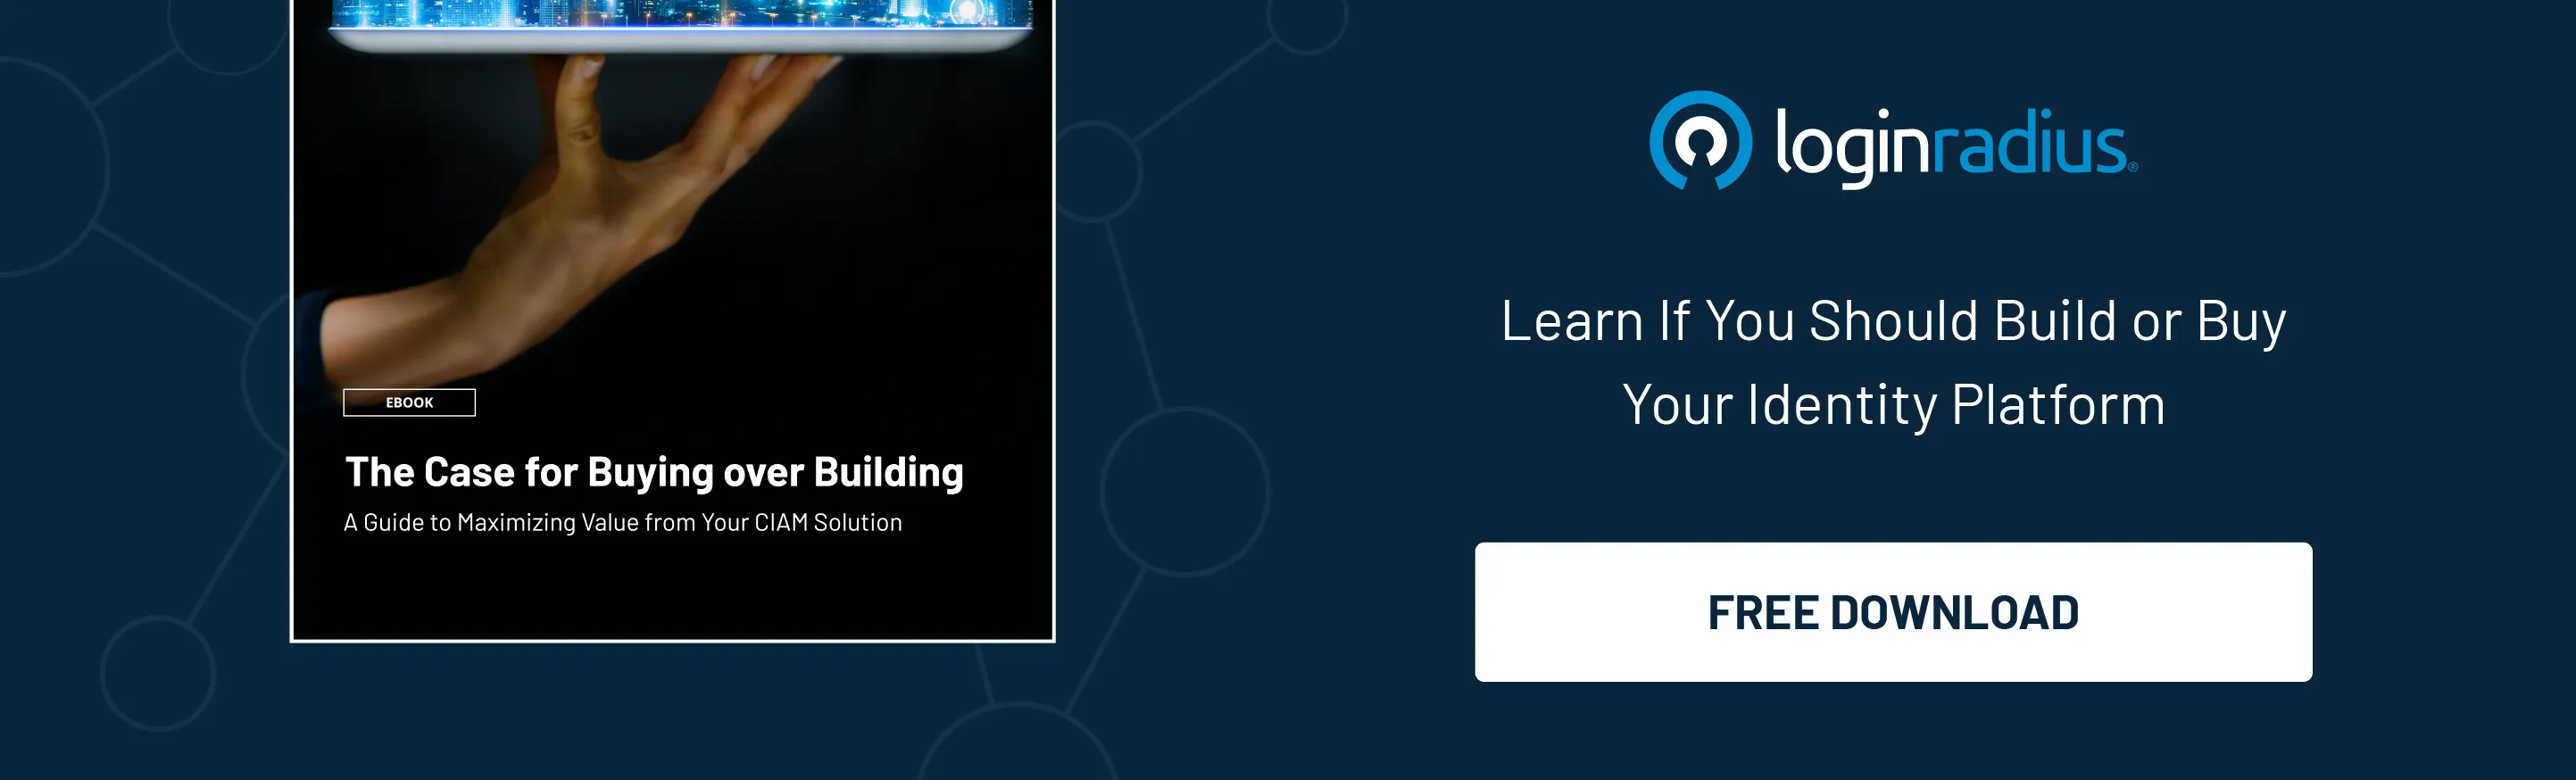 EBOOK
The Case for Buying over Building
A Guide to Maximizing Value from Your CIAM Solution
loginradius®
Learn If You Should Build or Buy
Your Identity Platform
FREE DOWNLOAD